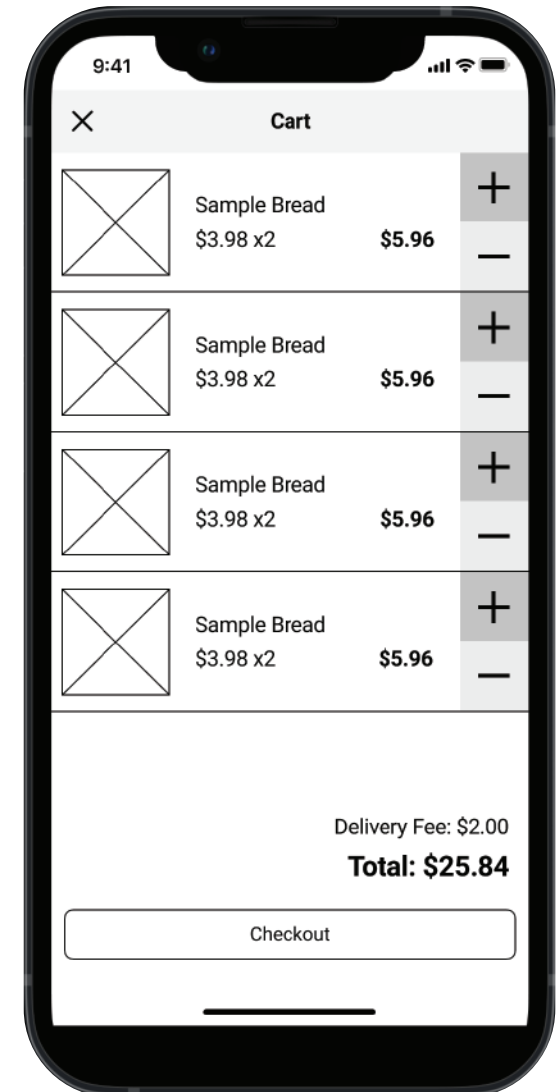 9:41
Cart
Sample Bread
$3.98 x2
$5.96
Sample Bread
$3.98 x2
$5.96
Sample Bread
$3.98 x2
$5.96
Sample Bread
$3.98 x2
$5.96
Delivery Fee: $2.00
Total: $25.84
Checkout